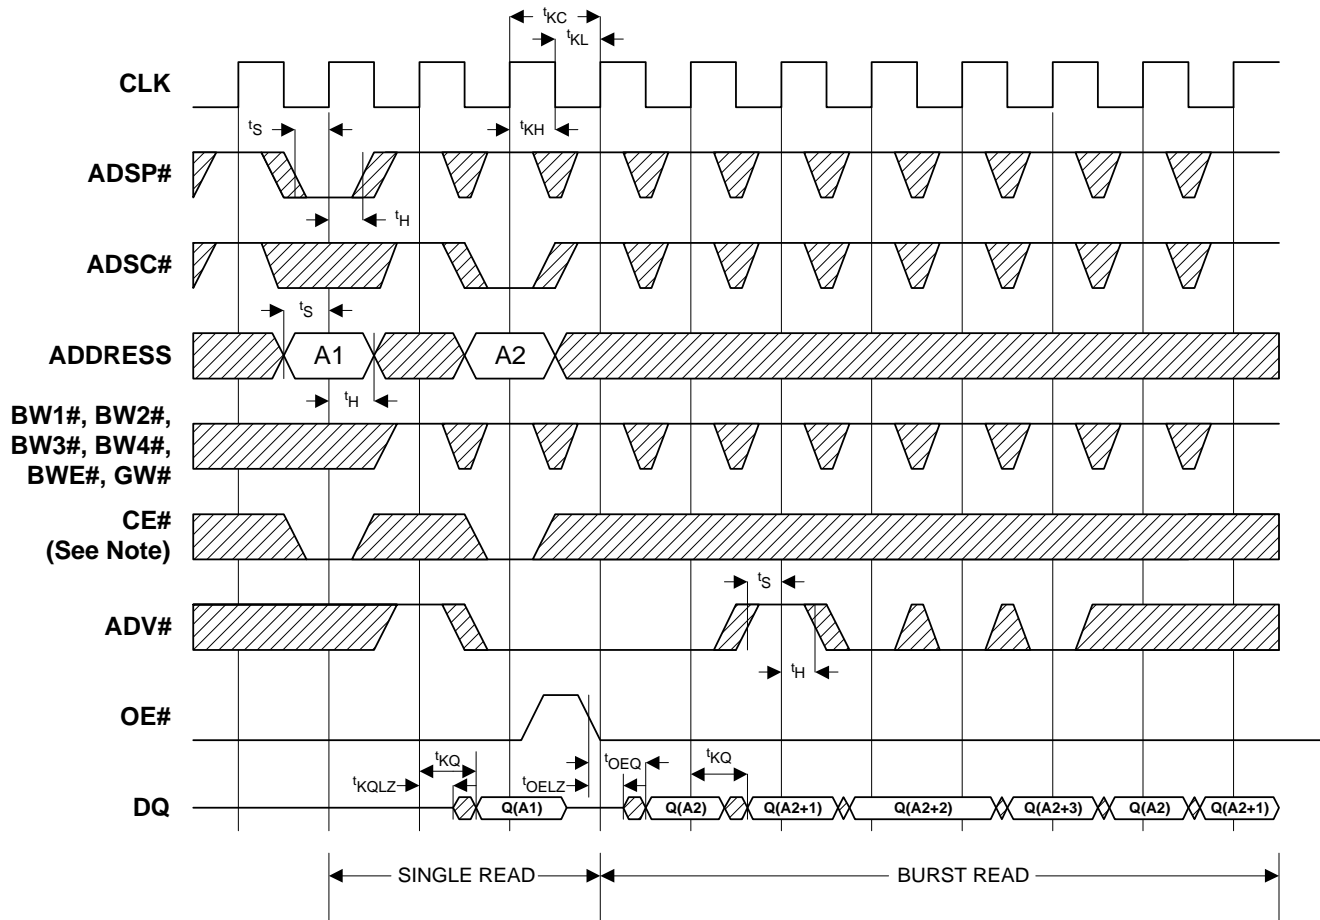 tKC
tKL
CLK
tS
tKH
ADSP#
tH
ADSC#
tS
ADDRESS
A1
A2
tH
BW1#, BW2#,
BW3#, BW4#,
BWE#, GW#
CE#
(See Note)
tS
ADV#
tH
OE#
tKQ
tOEQ
tKQ
tKQLZ
tOELZ
DQ
Q(A1)
Q(A2)
Q(A2+1)
Q(A2+2)
Q(A2+3)
Q(A2)
Q(A2+1)
SINGLE READ
BURST READ